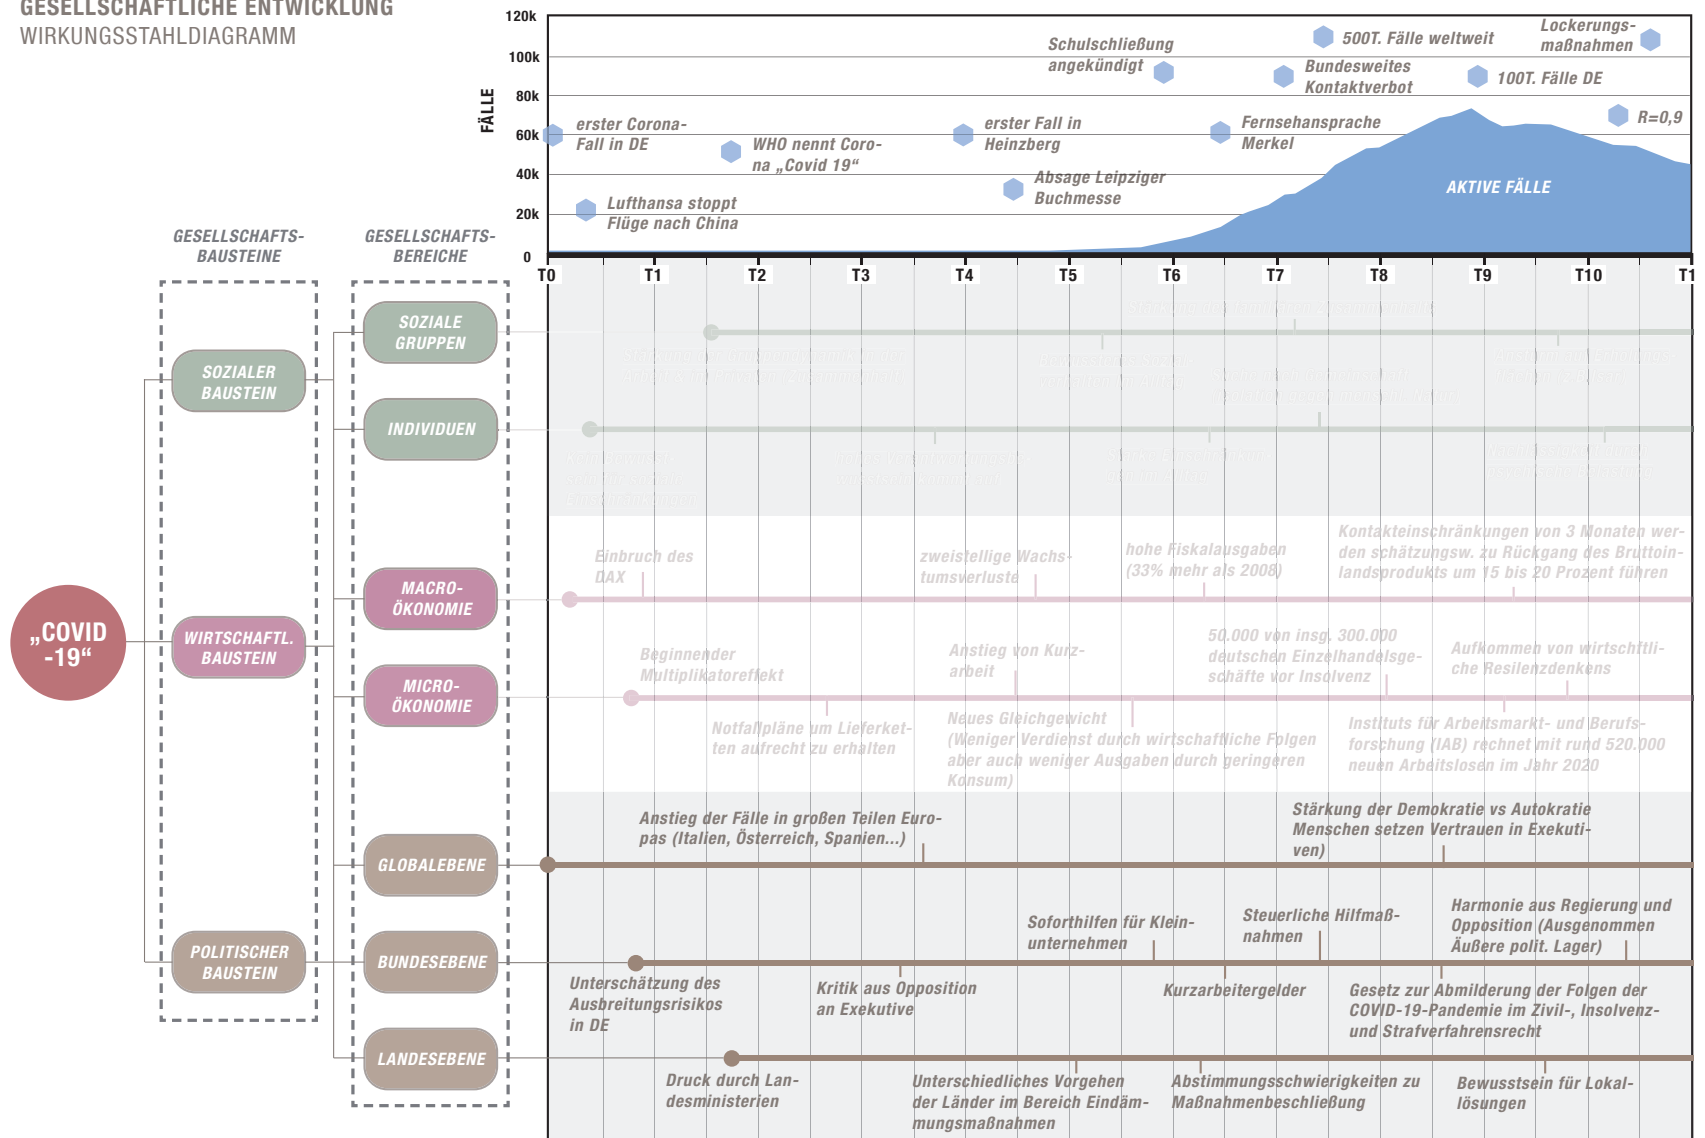 GESELLSCHAFTLICHE ENTWICKLUNG
WIRKUNGSSTAHLDIAGRAMM
FÄLLE
120k
100k
80k
60k
40k
20k
0
erster Corona-
Fall in DE
Lufthansa stoppt
Flüge nach China
WHO nennt Coro-
na „Covid 19“
erster Fall in
Heinzberg
Absage Leipziger
Buchmesse
Schulschließung
angekündigt
Fernsehansprache
Merkel
Bundesweites
Kontaktverbot
500T. Fälle weltweit
100T. Fälle DE
Lockerungs-
maßnahmen
R=0,9
AKTIVE FÄLLE
T0
T1
T2
T3
T4
T5
T6
T7
T8
T9
T10
T1
GESELLSCHAFTS-
BAUSTEINE
GESELLSCHAFTS-
BEREICHE
„COVID
-19“
SOZIALER
BAUSTEIN
WIRTSCHAFTL.
BAUSTEIN
POLITISCHER
BAUSTEIN
SOZIALE
GRUPPEN
INDIVIDUEN
MACRO-
ÖKONOMIE
MICRO-
ÖKONOMIE
GLOBALEBENE
BUNDESEBENE
LANDESEBENE
Einbruch des
DAX
zweistellige Wachs-
tumsverluste
hohe Fiskalausgaben
(33% mehr als 2008)
Kontakteinschränkungen von 3 Monaten wer-
den schätzungsw. zu Rückgang des Bruttoin-
landsprodukts um 15 bis 20 Prozent führen
Beginnender
Multiplikatoreffekt
Notfallpläne um Lieferket-
ten aufrecht zu erhalten
Anstieg von Kurz-
arbeit
Neues Gleichgewicht
(Weniger Verdienst durch wirtschaftliche Folgen
aber auch weniger Ausgaben durch geringeren
Konsum)
50.000 von insg. 300.000
deutschen Einzelhandelsge-
schäfte vor Insolvenz
Aufkommen von wirtschftli-
che Resilenzdenkens
Instituts für Arbeitsmarkt- und Berufs-
forschung (IAB) rechnet mit rund 520.000
neuen Arbeitslosen im Jahr 2020
Anstieg der Fälle in großen Teilen Euro-
pas (Italien, Österreich, Spanien...)
Stärkung der Demokratie vs Autokratie
Menschen setzen Vertrauen in Exekuti-
ven)
Unterschätzung des
Ausbreitungsrisikos
in DE
Kritik aus Opposition
an Exekutive
Soforthilfen für Klein-
unternehmen
Kurzarbeitergelder
Steuerliche Hilfmaß-
nahmen
Gesetz zur Abmilderung der Folgen der
COVID-19-Pandemie im Zivil-, Insolvenz-
und Strafverfahrensrecht
Harmonie aus Regierung und
Opposition (Ausgenommen
Äußere polit. Lager)
Druck durch Lan-
desministerien
Unterschiedliches Vorgehen
der Länder im Bereich Eindäm-
mungsmaßnahmen
Abstimmungsschwierigkeiten zu
Maßnahmenbeschließung
Bewusstsein für Lokal-
lösungen